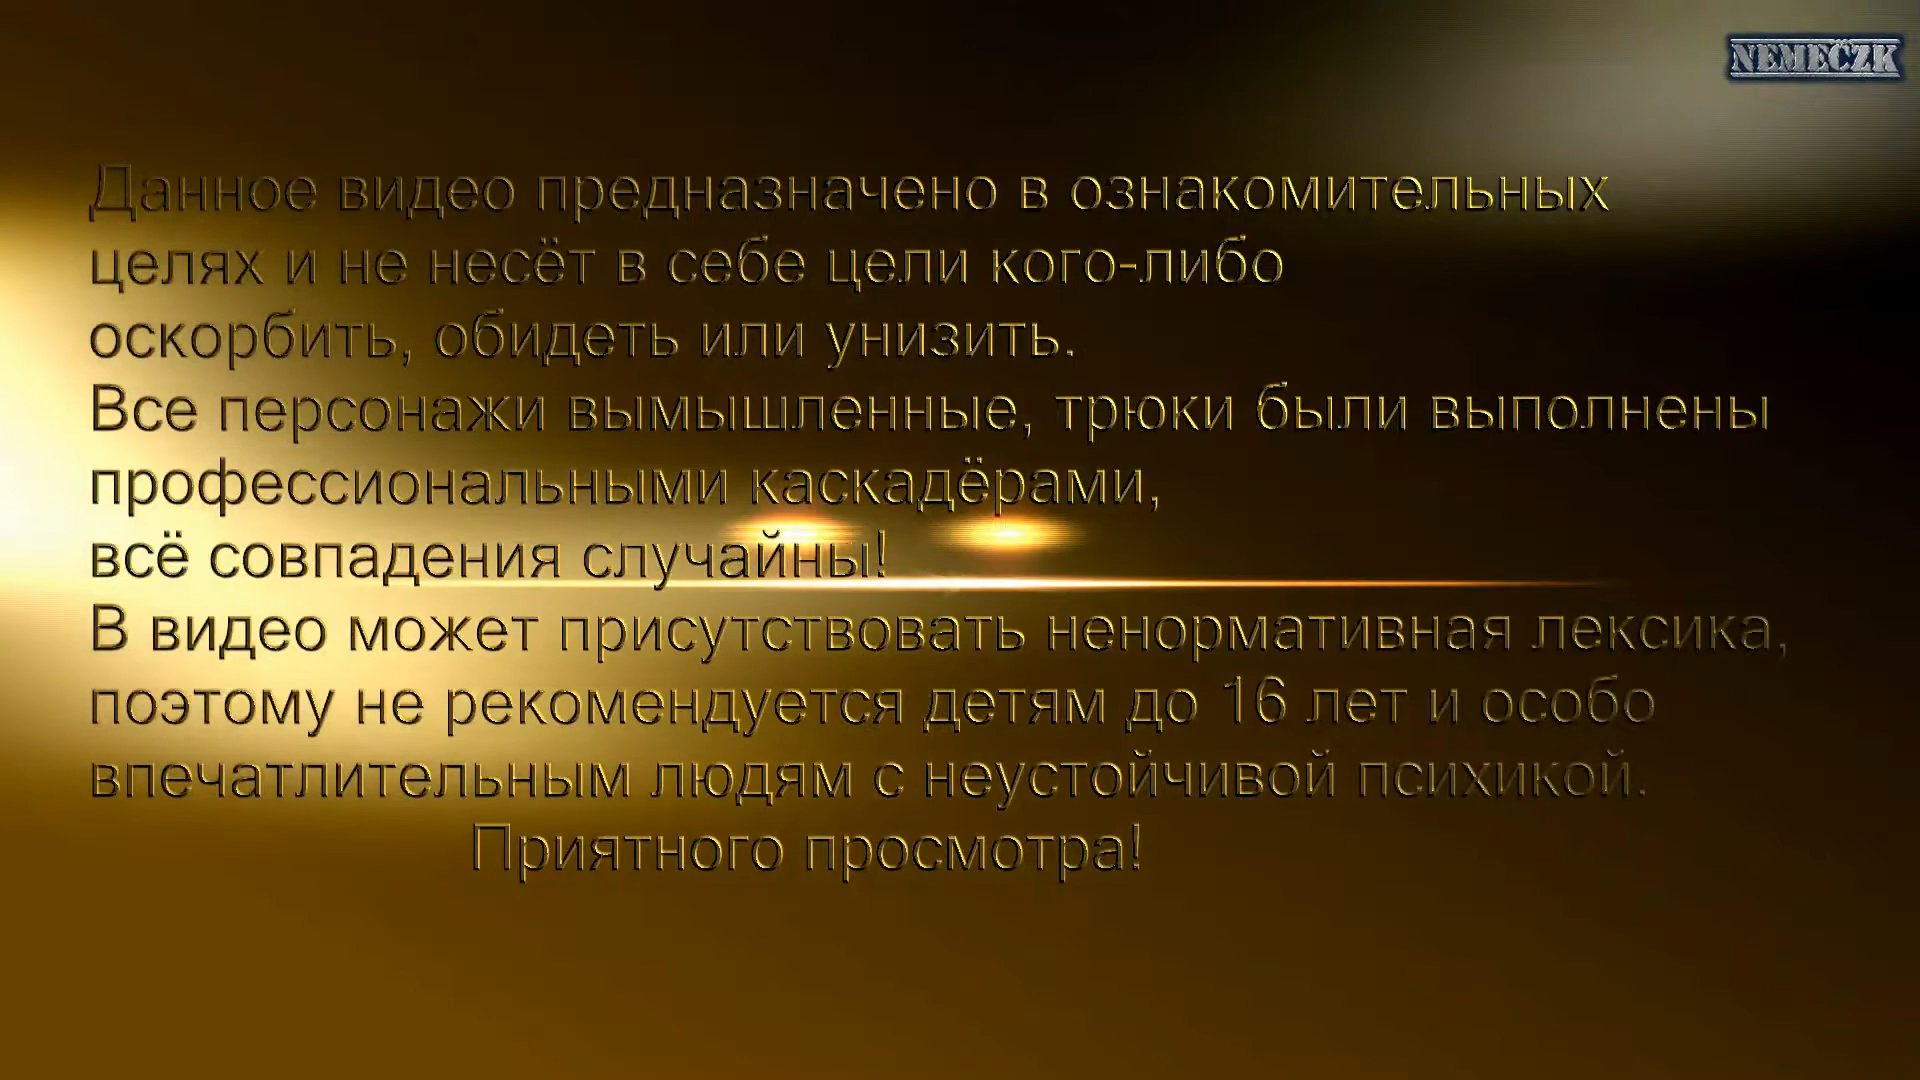 NEMEČZK
Данное видео предназначено в ознакомительных
целях и не несёт в себе цели кого-либо
оскорбить, обидеть или унизить.
Все персонажи вымышленные, трюки были выполнены
профессиональными каскадёрами,
всё совпадения случайны!
В видео может присутствовать ненормативная лексика,
поэтому не рекомендуется детям до 16 лет и особо
впечатлительным людям с неустойчивой психикой.
Приятного просмотра!